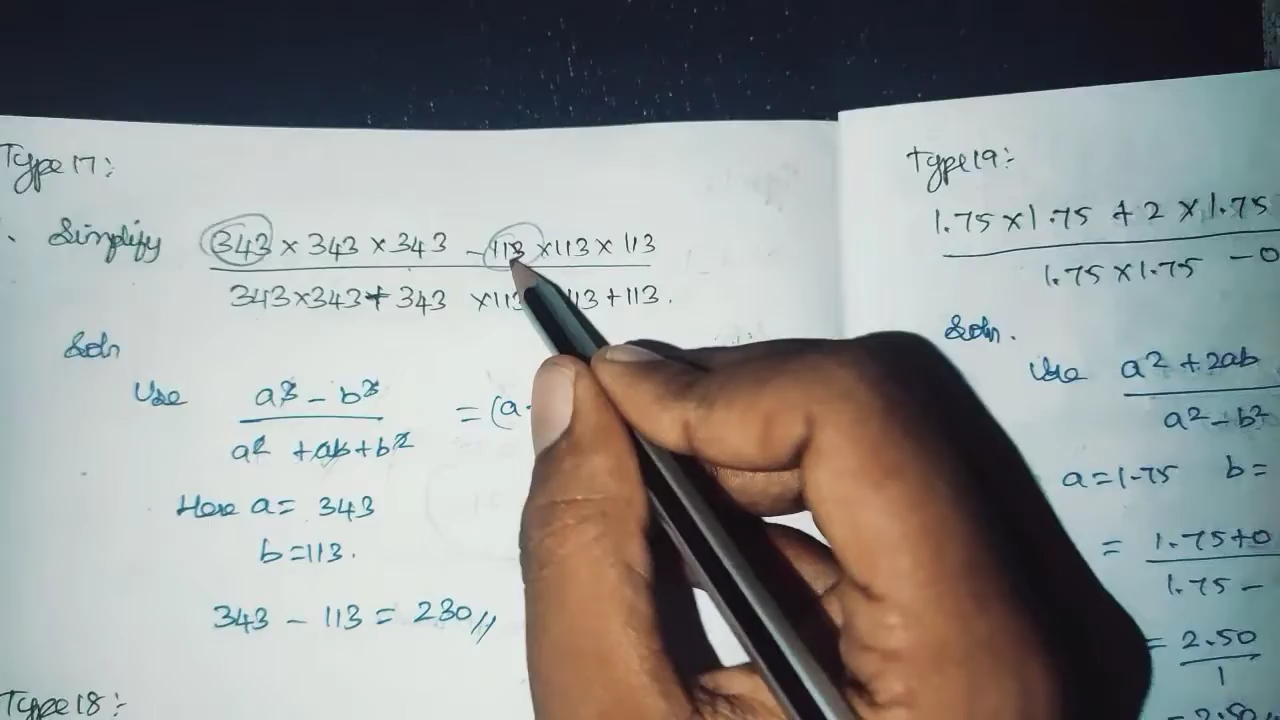 Type 17:
Simplify 343 × 343 × 343 - 113 × 113 × 113
343 × 343 + 343 × 113 + 113.
Soln
Use a³ - b³ = (a -
a² + ab + b²
Here a = 343
b = 113.
343 - 113 = 230 //
Type 18:-
Type 19:-
1.75 × 1.75 + 2 × 1.75
1.75 × 1.75 - 0
Soln.
Use a² + 2ab
a² - b²
a = 1.75 b =
= 1.75 + 0
1.75 -
= 2.50
1
= 2.50